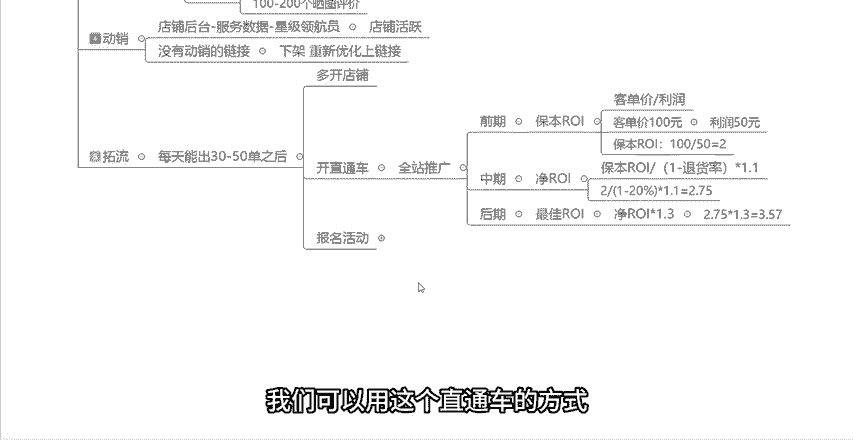 100-200个晒图评价
动销
店铺后台-服务数据-星级领航员
店铺活跃
没有动销的链接
下架 重新优化上链接
拓流
每天能出30-50单之后
多开店铺
开直通车
全站推广
前期
保本ROI
客单价/利润
客单价100元
利润50元
保本ROI：100/50=2
中期
净ROI
保本ROI/（1-退货率）*1.1
2/(1-20%)*1.1=2.75
后期
最佳ROI
净ROI*1.3
2.75*1.3=3.57
报名活动
我们可以用这个直通车的方式